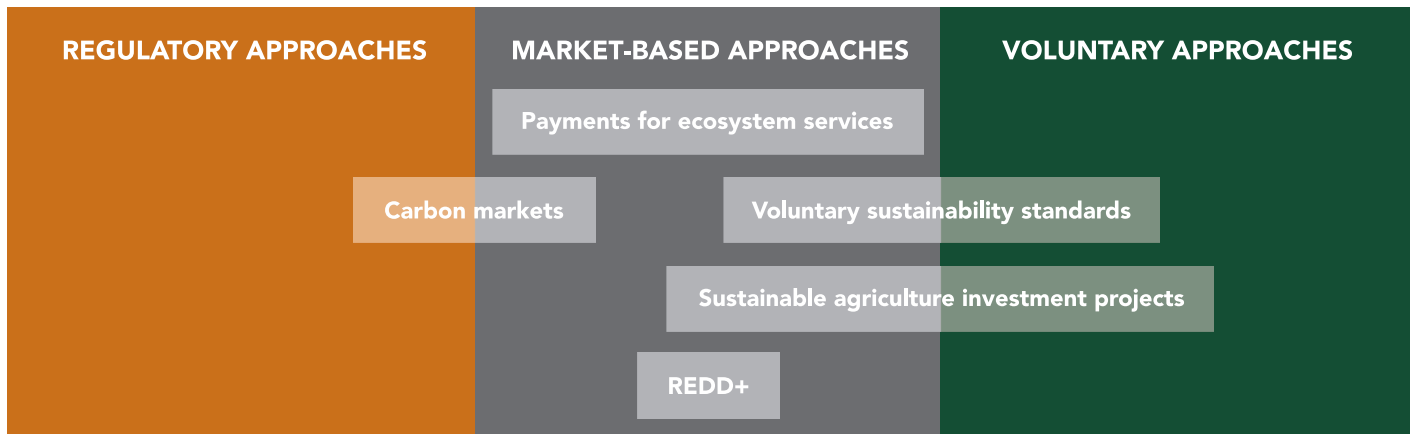 REGULATORY APPROACHES
MARKET-BASED APPROACHES
VOLUNTARY APPROACHES
Payments for ecosystem services
Carbon markets
Voluntary sustainability standards
Sustainable agriculture investment projects
REDD+